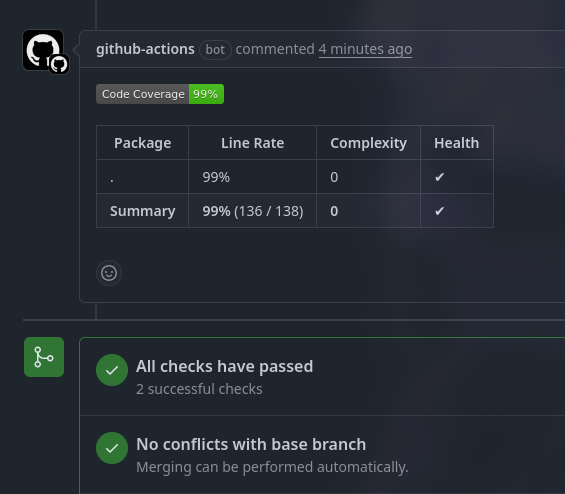 github-actions bot commented 4 minutes ago
Code Coverage 99%
Package Line Rate Complexity Health
. 99% 0 ✔
Summary 99% (136 / 138) 0 ✔
All checks have passed
2 successful checks
No conflicts with base branch
Merging can be performed automatically.